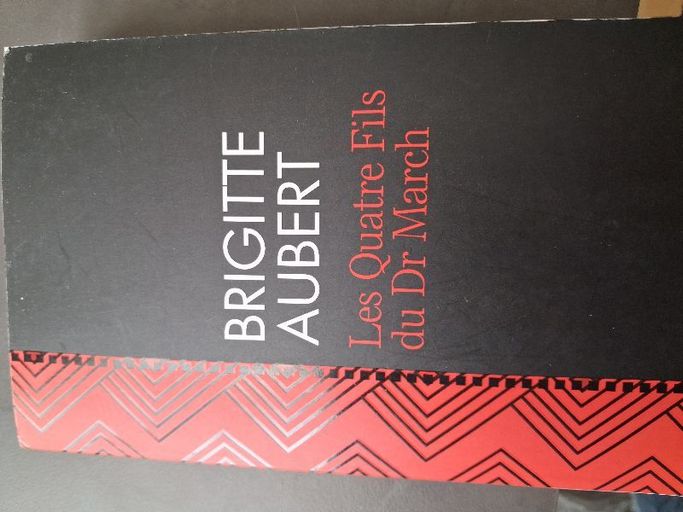 BRIGITTE
AUBERT
Les Quatre Fils
du Dr March